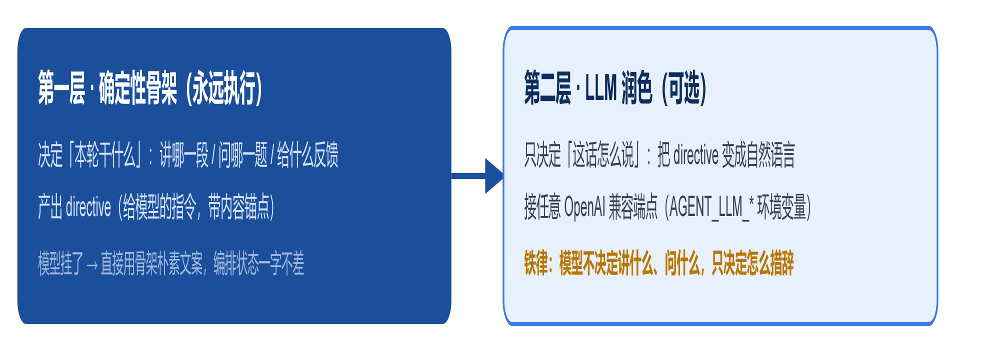 第一层 · 确定性骨架（永远执行）
决定「本轮干什么」：讲哪一段 / 问哪一题 / 给什么反馈
产出 directive（给模型的指令，带内容锚点）
模型挂了 → 直接用骨架朴素文案，编排状态一字不差
第二层 · LLM 润色（可选）
只决定「这话怎么说」：把 directive 变成自然语言
接任意 OpenAI 兼容端点（AGENT_LLM_* 环境变量）
铁律：模型不决定讲什么、问什么，只决定怎么措辞